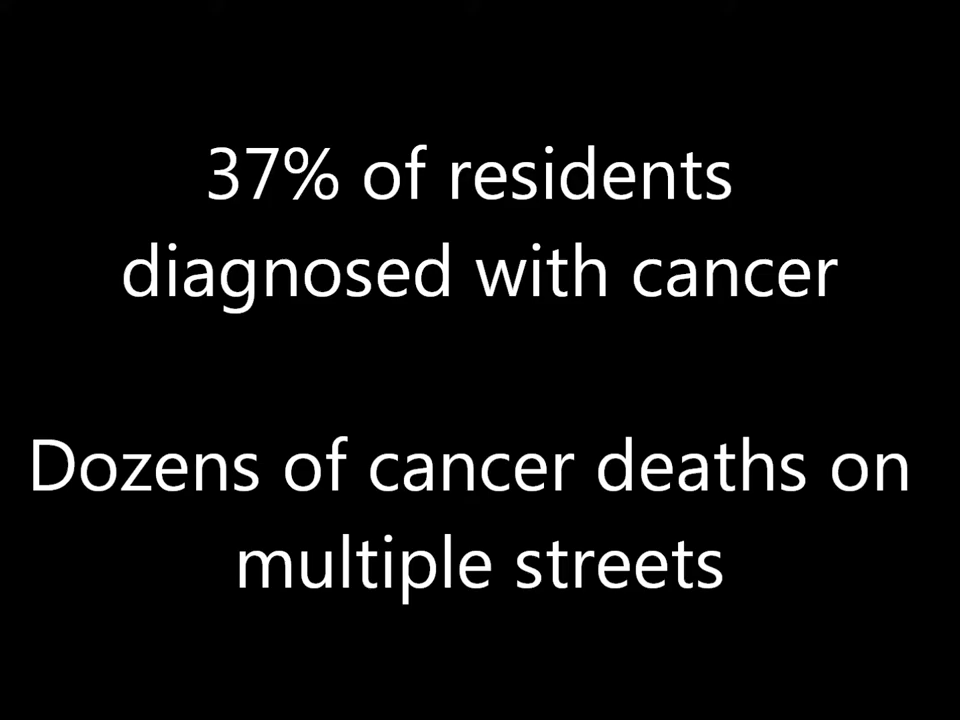 37% of residents
diagnosed with cancer
Dozens of cancer deaths on
multiple streets